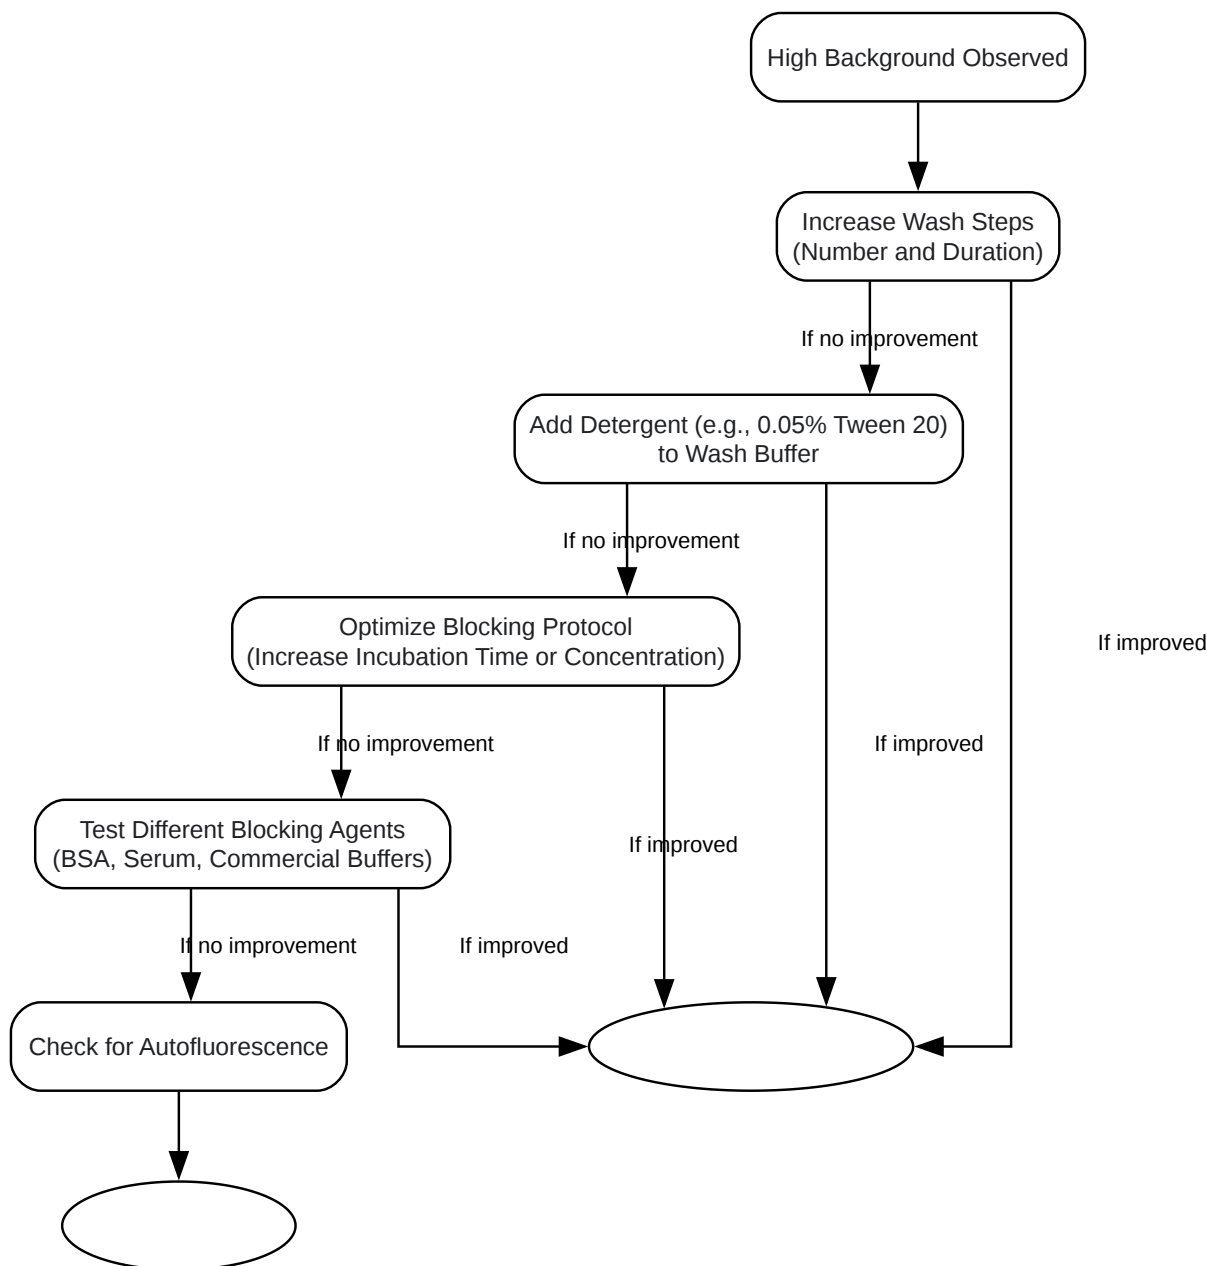 High Background Observed
Increase Wash Steps
(Number and Duration)
If no improvement
Add Detergent (e.g., 0.05% Tween 20)
to Wash Buffer
If no improvement
Optimize Blocking Protocol
(Increase Incubation Time or Concentration)
If improved
If no improvement
If improved
Test Different Blocking Agents
(BSA, Serum, Commercial Buffers)
If improved
If no improvement
If improved
Check for Autofluorescence